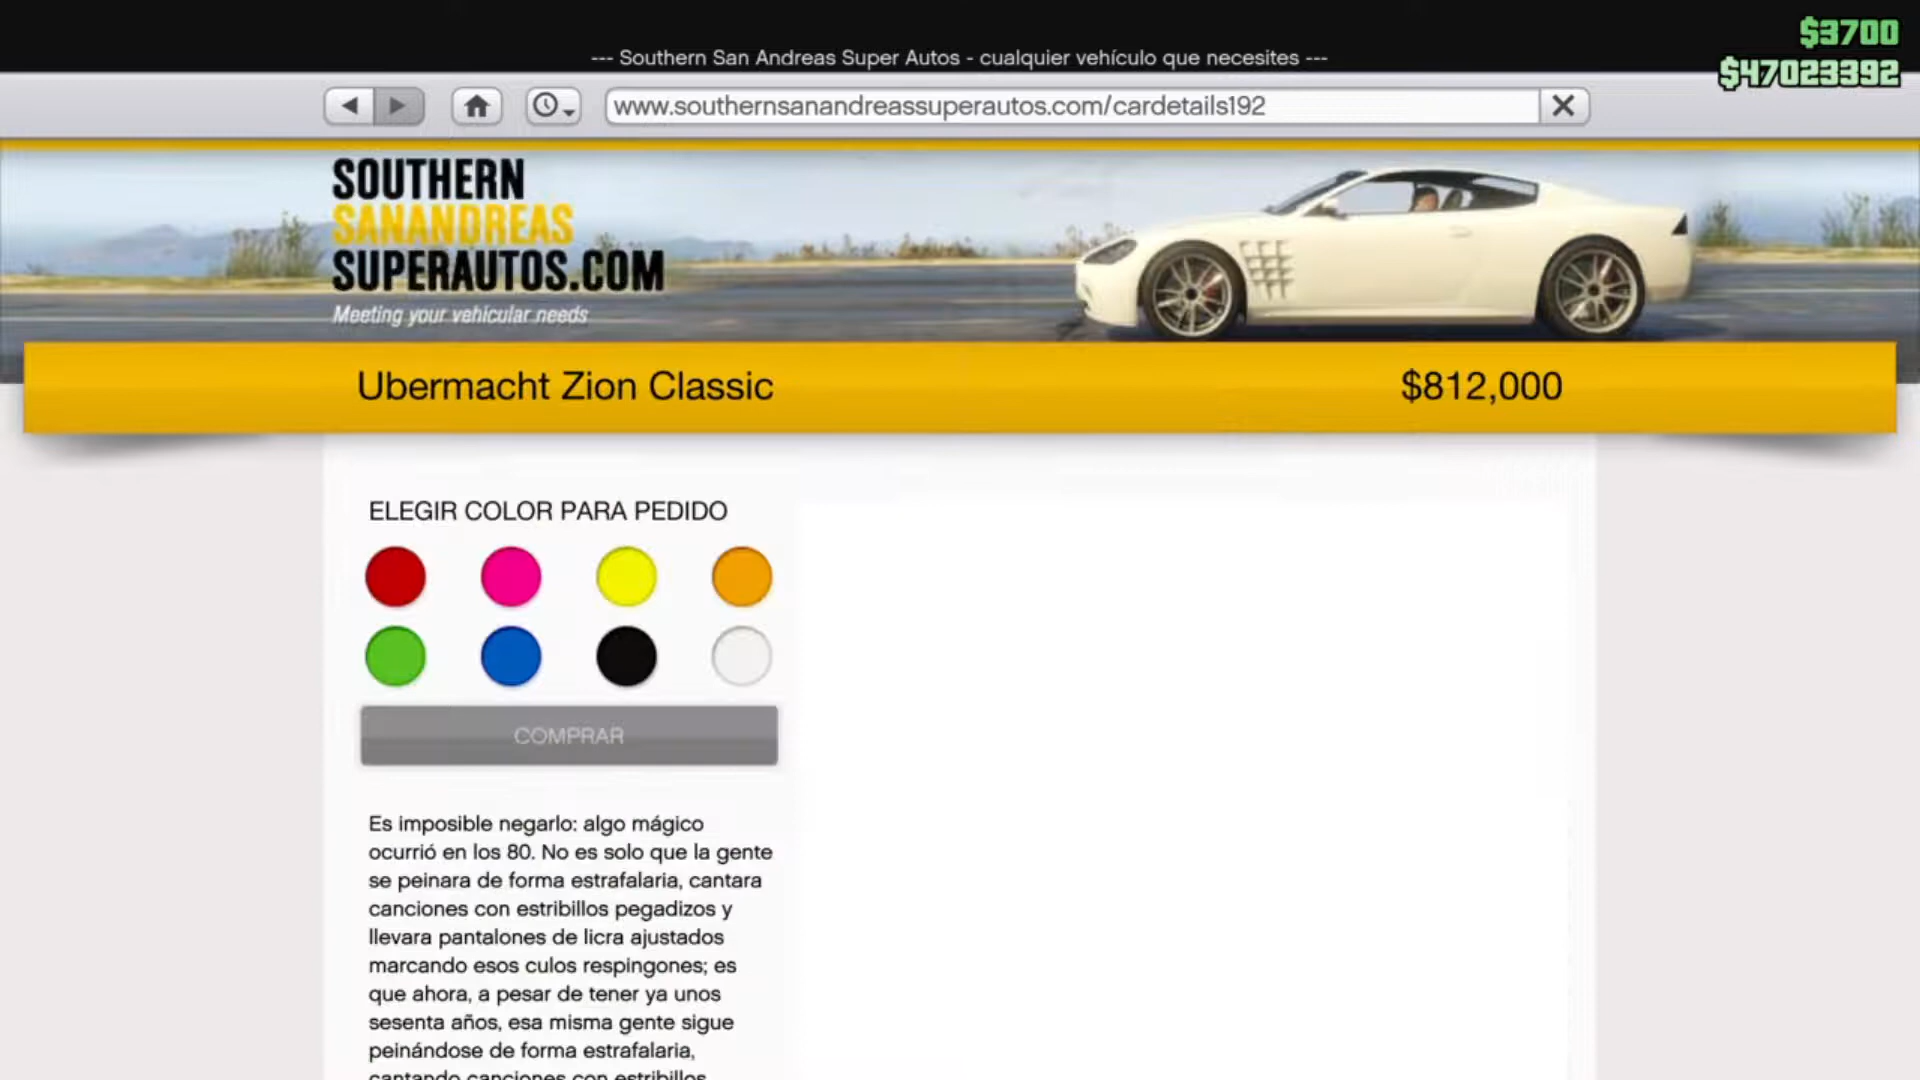 $3700
--- Southern San Andreas Super Autos - cualquier vehículo que necesites ---
$47023392
www.southernsanandreassuperautos.com/cardetails192
SOUTHERN
SANANDREAS
SUPERAUTOS.COM
Meeting your vehicular needs
Ubermacht Zion Classic
$812,000
ELEGIR COLOR PARA PEDIDO
COMPRAR
Es imposible negarlo: algo mágico
ocurrió en los 80. No es solo que la gente
se peinara de forma estrafalaria, cantara
canciones con estribillos pegadizos y
llevara pantalones de licra ajustados
marcando esos culos respingones; es
que ahora, a pesar de tener ya unos
sesenta años, esa misma gente sigue
peinándose de forma estrafalaria,
cantando canciones con estribillos